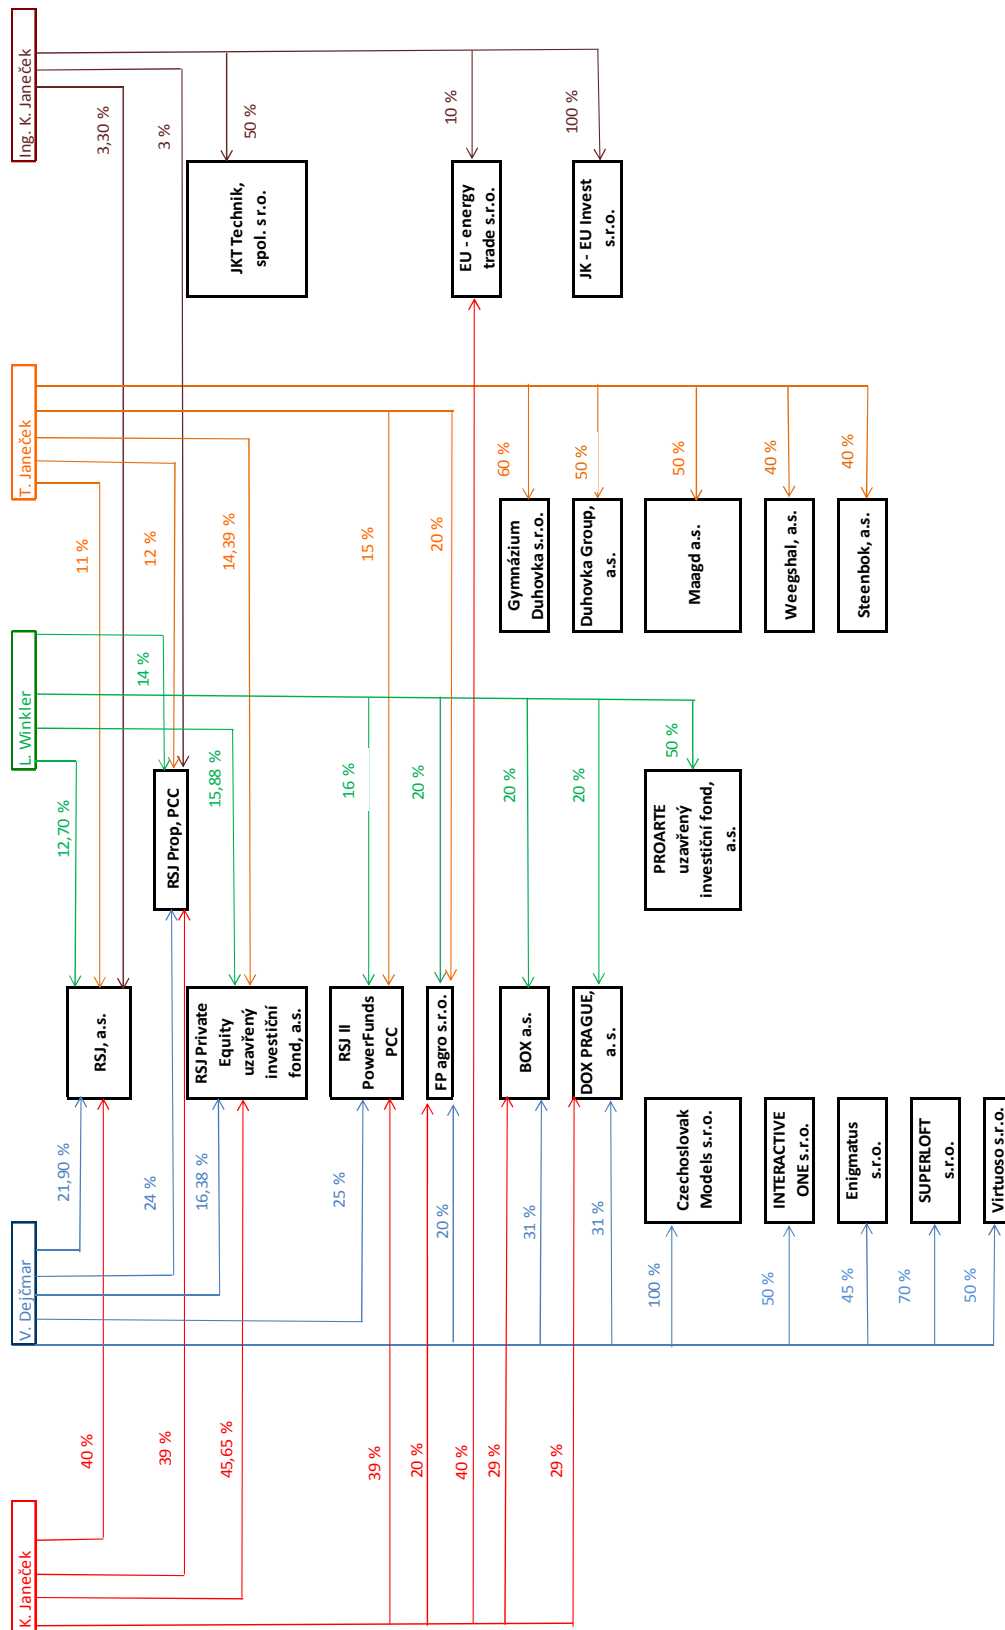 K. Janeček
V. Dejčmar
L. Winkler
T. Janeček
Ing. K. Janeček
40 %
21,90 %
RSJ, a.s.
12,70 %
11 %
3,30 %
39 %
24 %
RSJ Prop, PCC
14 %
12 %
3 %
45,65 %
16,38 %
RSJ Private
Equity
uzavřený
investiční
fond, a.s.
15,88 %
14,39 %
JKT Technik,
spol. s r.o.
50 %
39 %
25 %
RSJ II
PowerFunds
PCC
16 %
15 %
20 %
20 %
FP agro s.r.o.
20 %
20 %
40 %
EU - energy
trade s.r.o.
10 %
29 %
31 %
BOX a.s.
20 %
Gymnázium
Duhovka s.r.o.
60 %
29 %
31 %
DOX PRAGUE,
a. s.
20 %
Duhovka Group,
a.s.
50 %
JK - EU Invest
s.r.o.
100 %
100 %
Czechoslovak
Models s.r.o.
PROARTE
uzavřený
investiční fond,
a.s.
50 %
Maagd a.s.
50 %
50 %
INTERACTIVE
ONE s.r.o.
Weegshal, a.s.
40 %
45 %
Enigmatus
s.r.o.
Steenbok, a.s.
40 %
70 %
SUPERLOFT
s.r.o.
50 %
Virtuoso s.r.o.